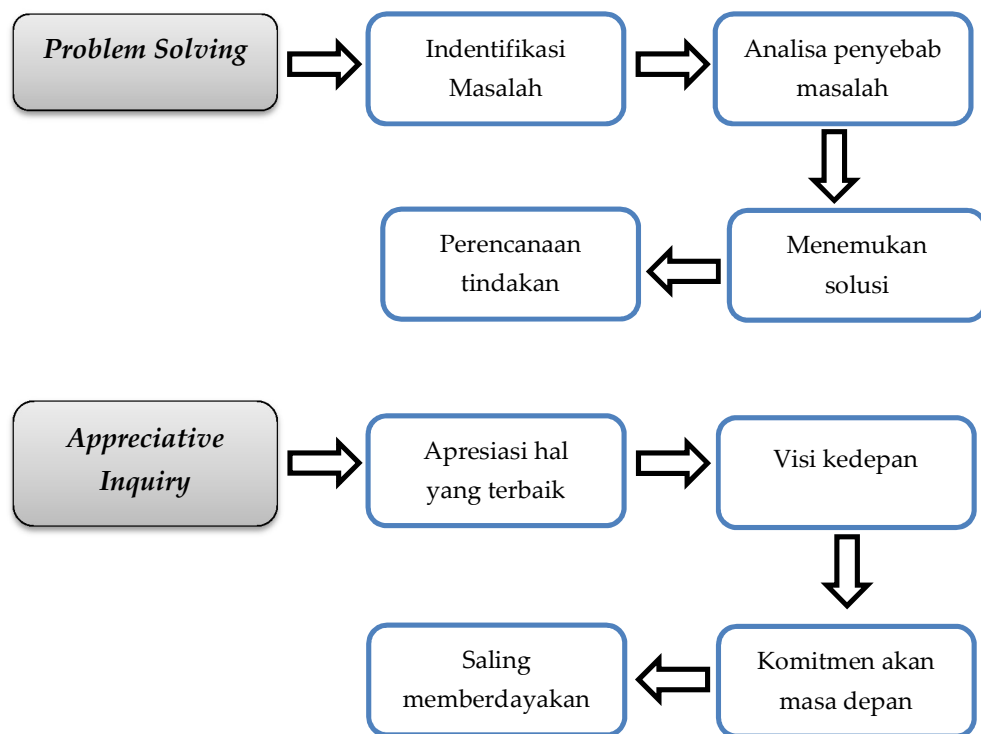 Problem Solving
Indentifikasi
Masalah
Analisa penyebab
masalah
Menemukan
solusi
Perencanaan
tindakan
Appreciative
Inquiry
Apresiasi hal
yang terbaik
Visi kedepan
Komitmen akan
masa depan
Saling
memberdayakan